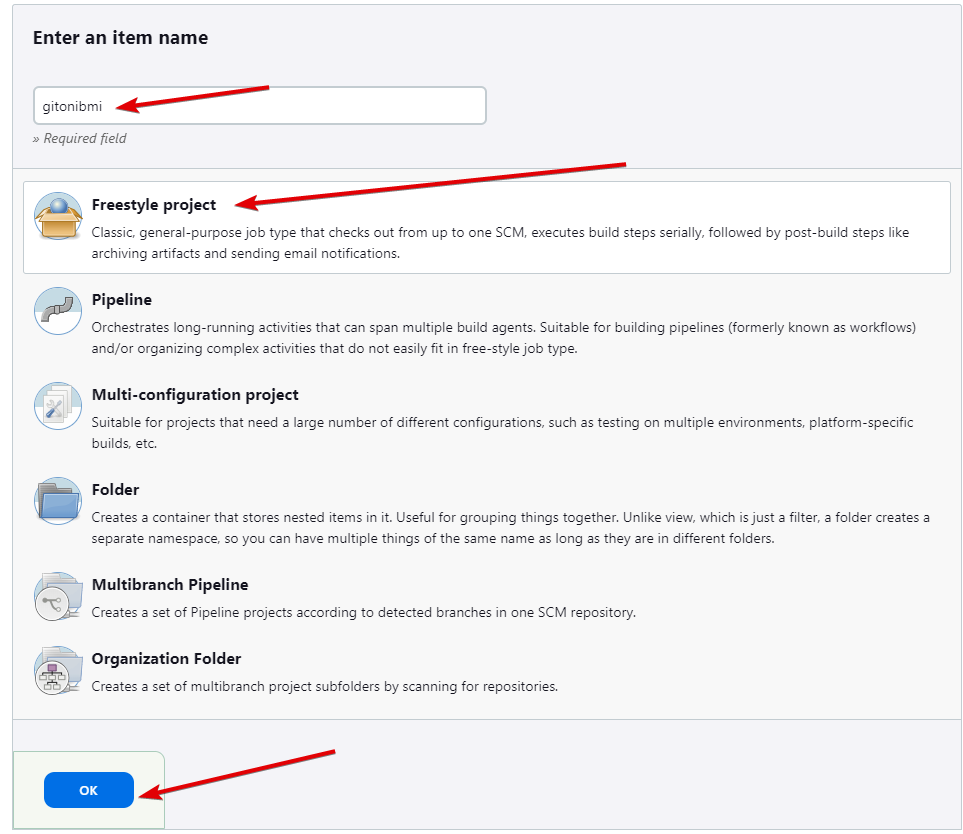 Enter an item name
gitonibmi
» Required field
Freestyle project
Classic, general-purpose job type that checks out from up to one SCM, executes build steps serially, followed by post-build steps like
archiving artifacts and sending email notifications.
Pipeline
Orchestrates long-running activities that can span multiple build agents. Suitable for building pipelines (formerly known as workflows)
and/or organizing complex activities that do not easily fit in free-style job type.
Multi-configuration project
Suitable for projects that need a large number of different configurations, such as testing on multiple environments, platform-specific
builds, etc.
Folder
Creates a container that stores nested items in it. Useful for grouping things together. Unlike view, which is just a filter, a folder creates a
separate namespace, so you can have multiple things of the same name as long as they are in different folders.
Multibranch Pipeline
Creates a set of Pipeline projects according to detected branches in one SCM repository.
Organization Folder
Creates a set of multibranch project subfolders by scanning for repositories.
OK